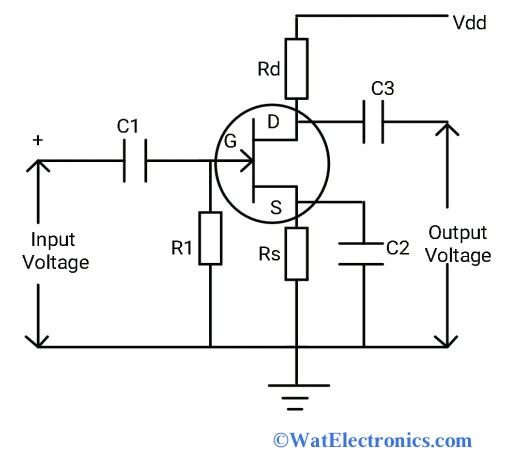 Vdd
Rd
C3
C1
D
G
+
S
Input
Voltage
R1
Rs
C2
Output
Voltage
©WatElectronics.com